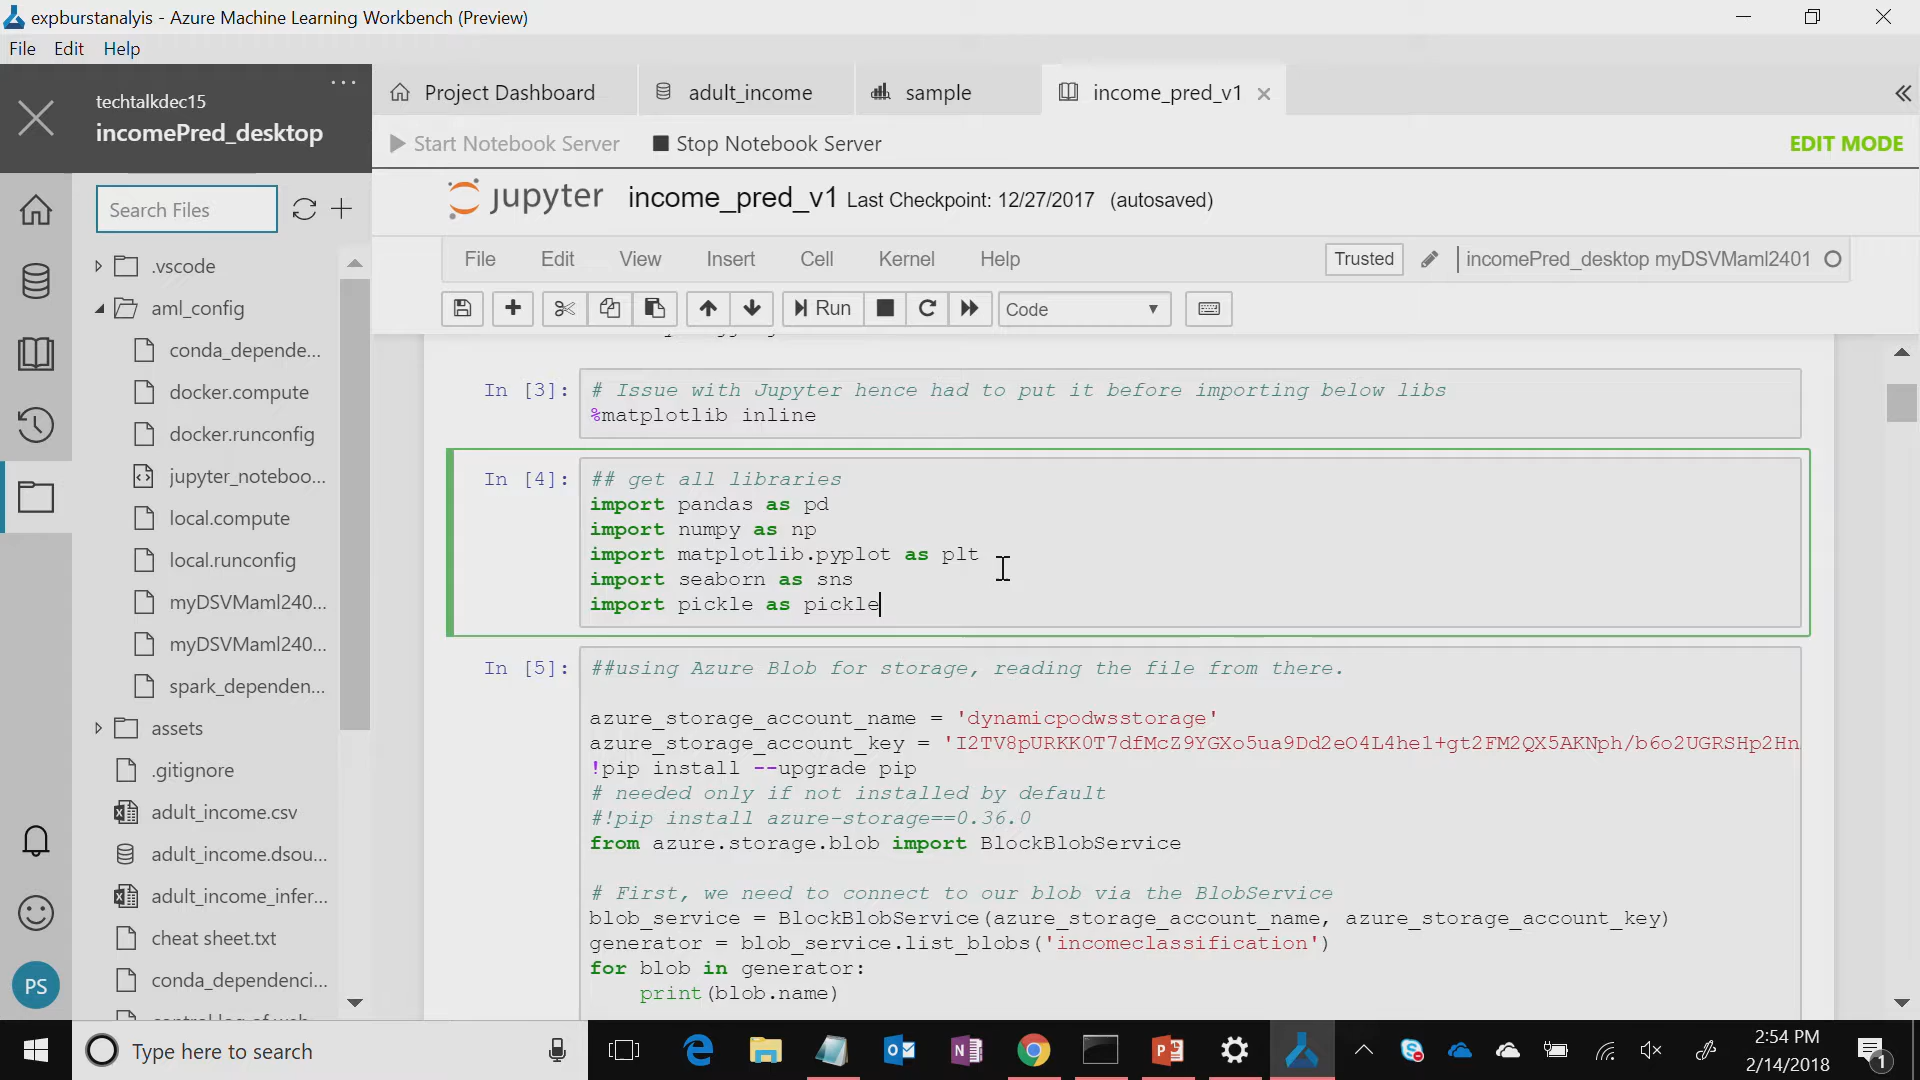 expburstanalyis - Azure Machine Learning Workbench (Preview)
File Edit Help
techtalkdec15
incomePred_desktop
Project Dashboard
adult_income
sample
income_pred_v1
Start Notebook Server
Stop Notebook Server
EDIT MODE
Search Files
jupyter income_pred_v1 Last Checkpoint: 12/27/2017 (autosaved)
File Edit View Insert Cell Kernel Help
Trusted
incomePred_desktop myDSVMaml2401
Run
Code
.vscode
aml_config
conda_depende...
docker.compute
docker.runconfig
jupyter_noteboo...
local.compute
local.runconfig
myDSVMaml240...
myDSVMaml240...
spark_dependen...
assets
.gitignore
adult_income.csv
adult_income.dsou...
adult_income_infer...
cheat sheet.txt
conda_dependenci...
PS
In [3]:
# Issue with Jupyter hence had to put it before importing below libs
%matplotlib inline
In [4]:
## get all libraries
import pandas as pd
import numpy as np
import matplotlib.pyplot as plt
import seaborn as sns
import pickle as pickle
In [5]:
##using Azure Blob for storage, reading the file from there.
azure_storage_account_name = 'dynamicpodwsstorage'
azure_storage_account_key = 'I2TV8pURKK0T7dfMcZ9YGXo5ua9Dd2eO4L4he1+gt2FM2QX5AKNph/b6o2UGRSHp2Hn
!pip install --upgrade pip
# needed only if not installed by default
#!pip install azure-storage==0.36.0
from azure.storage.blob import BlockBlobService
# First, we need to connect to our blob via the BlobService
blob_service = BlockBlobService(azure_storage_account_name, azure_storage_account_key)
generator = blob_service.list_blobs('incomeclassification')
for blob in generator:
print(blob.name)
Type here to search
2:54 PM
2/14/2018
1